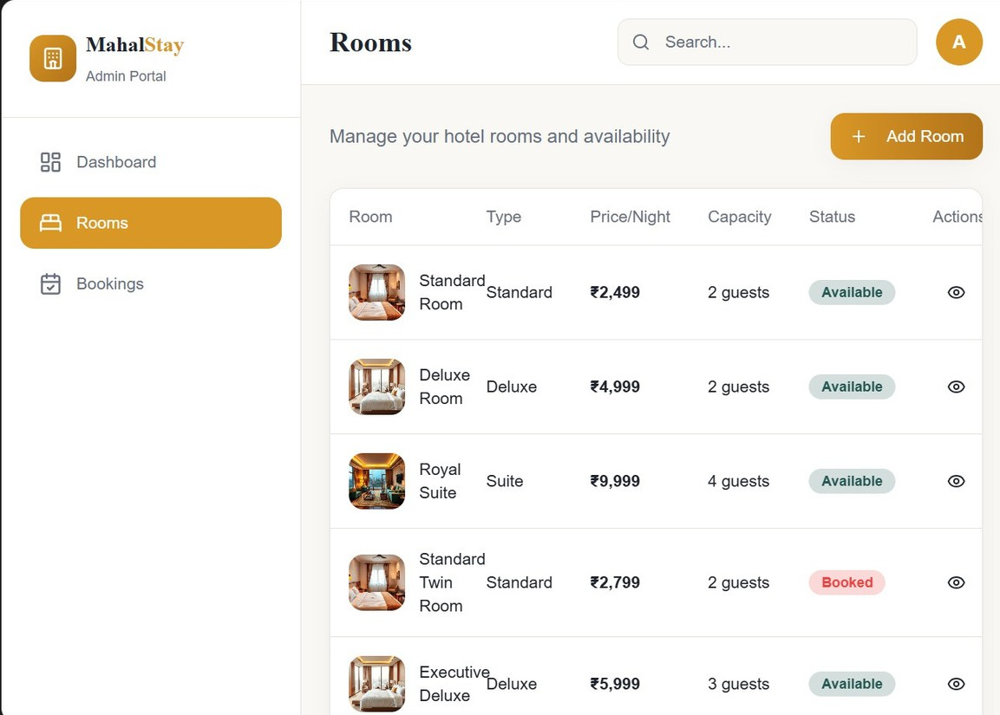 MahalStay
Admin Portal
Rooms
Search...
A
Dashboard
Rooms
Bookings
Manage your hotel rooms and availability
+ Add Room
Room Type Price/Night Capacity Status Actions
Standard
Room
Standard ₹2,499 2 guests Available
Deluxe
Room
Deluxe ₹4,999 2 guests Available
Royal
Suite
Suite ₹9,999 4 guests Available
Standard
Twin
Room
Standard ₹2,799 2 guests Booked
Executive
Deluxe
Deluxe ₹5,999 3 guests Available